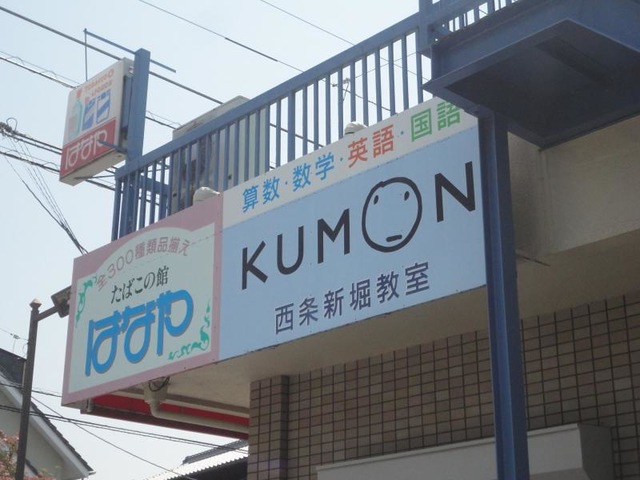 はなや
全300種類品揃え
たばこの館
はなや
算数・数学・英語・国語
KUMON
西条新堀教室